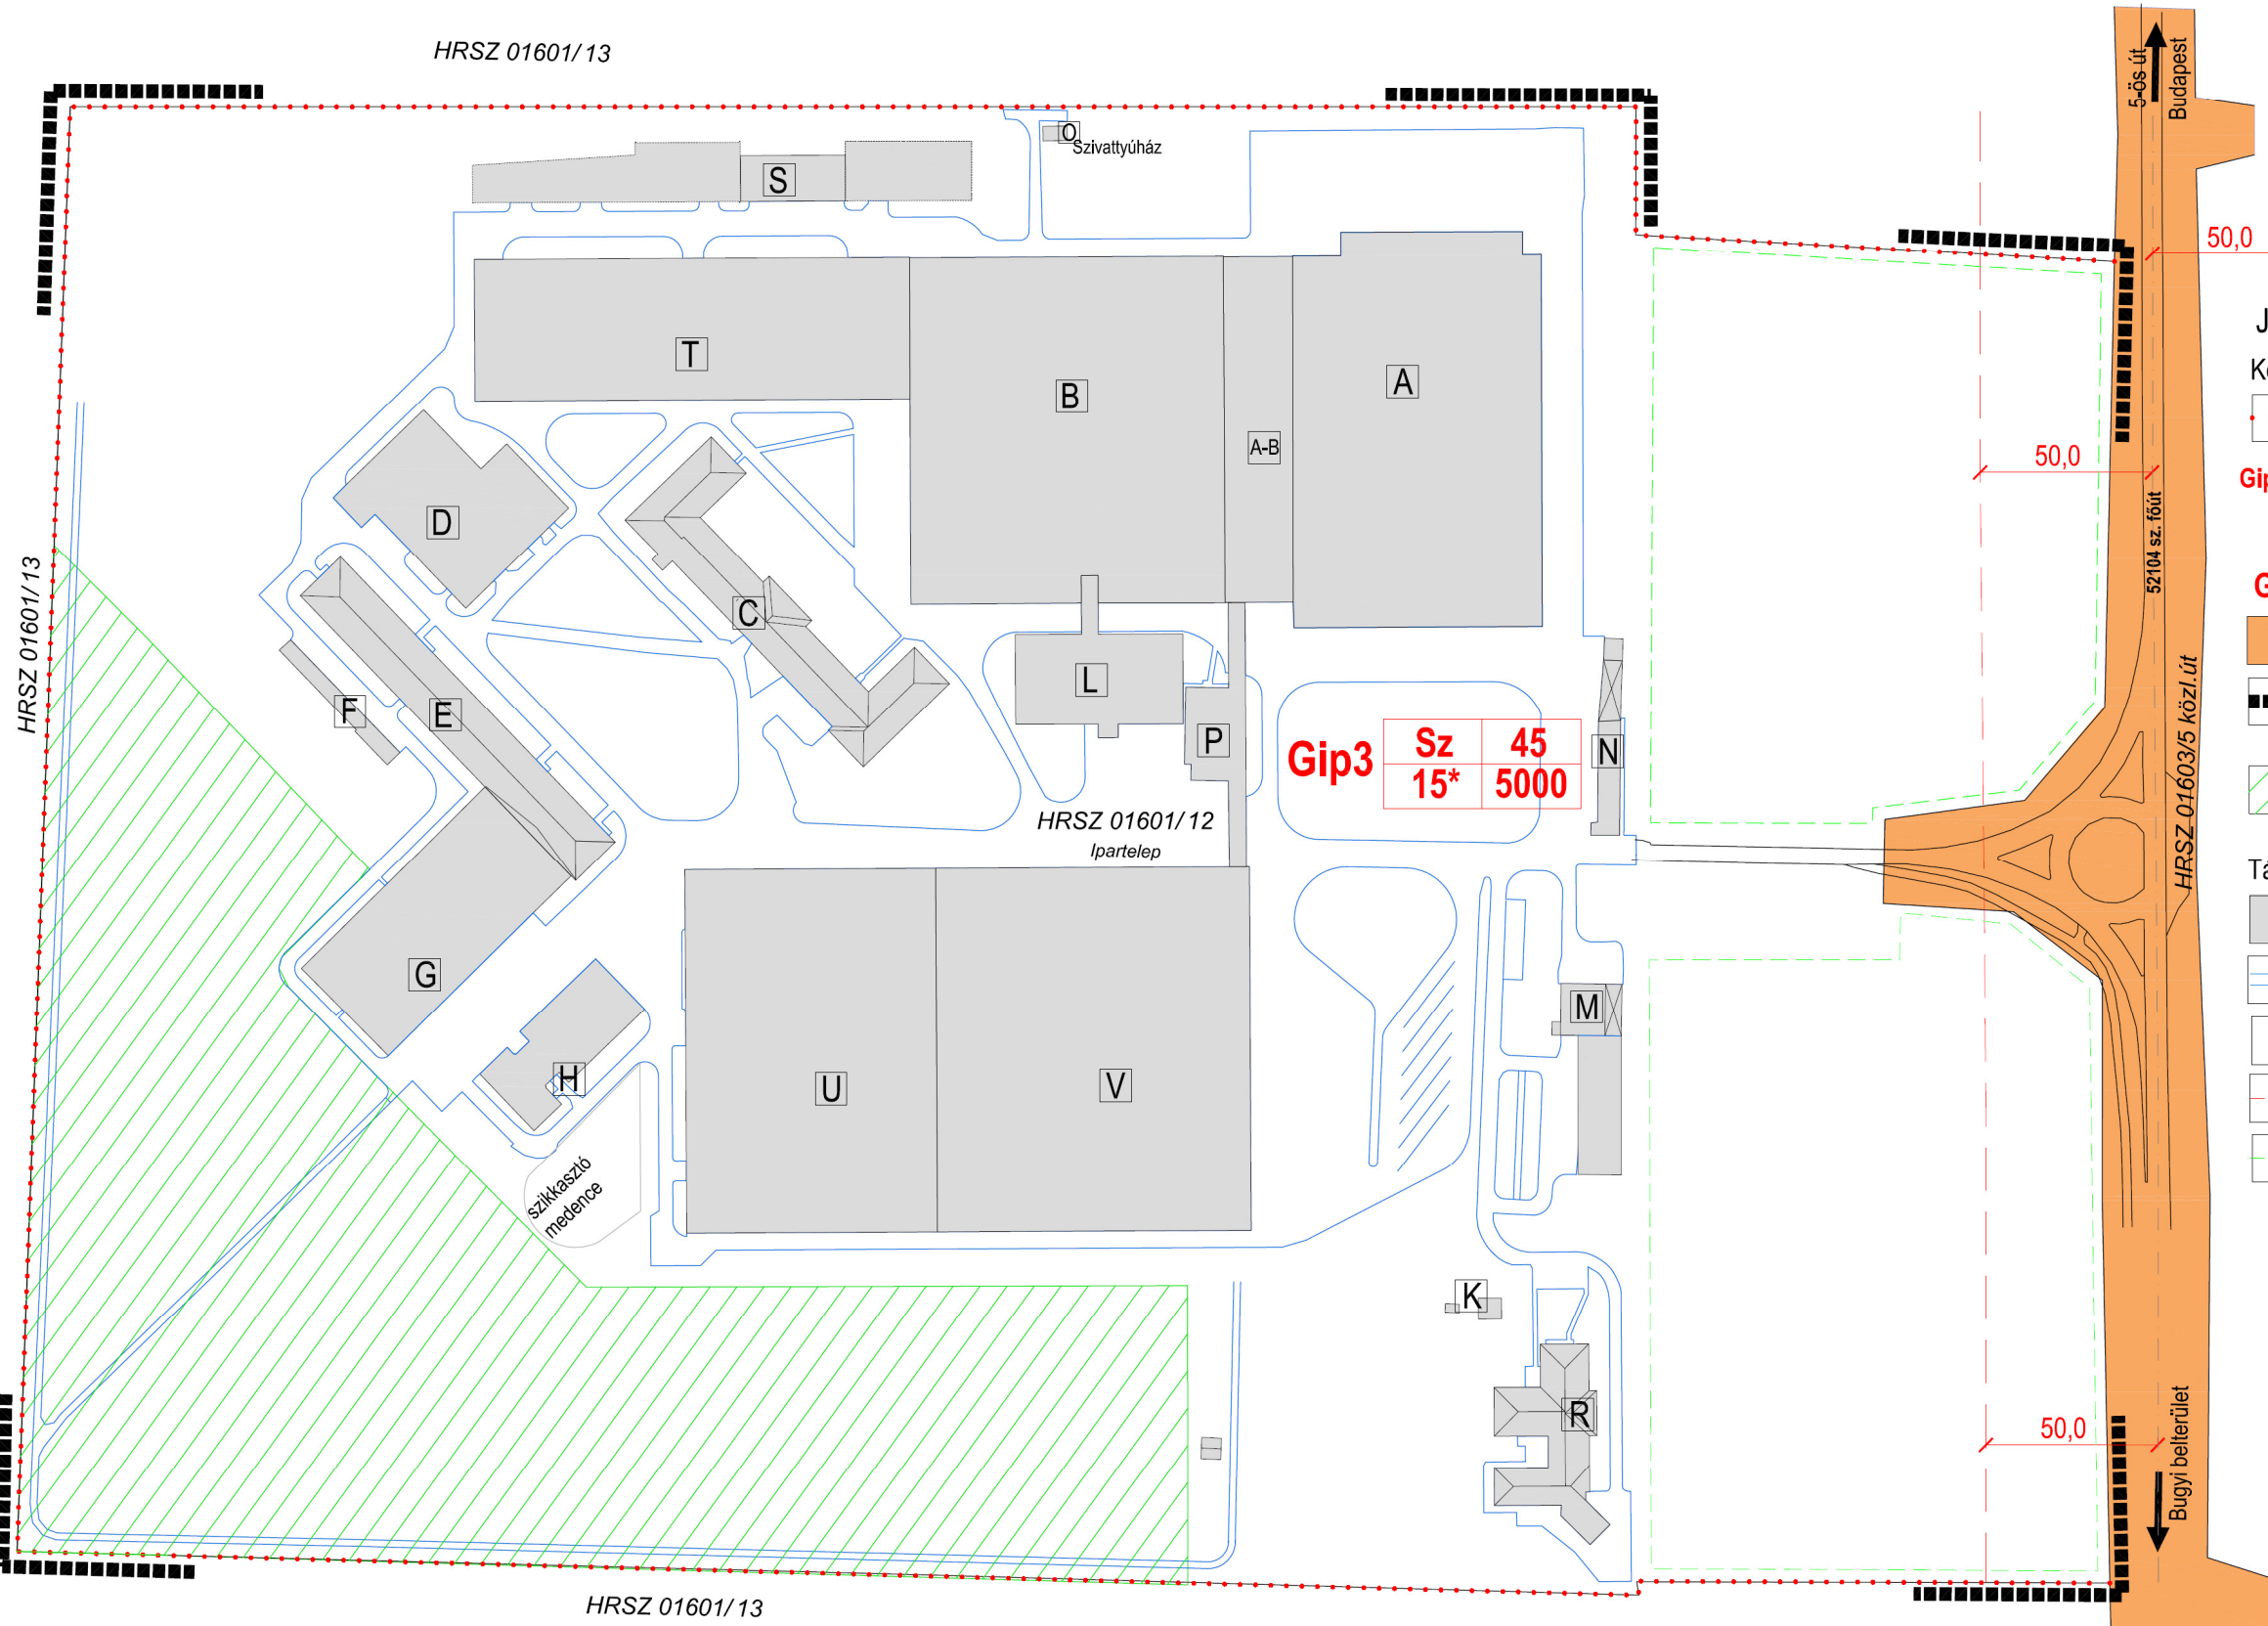 HRSZ 01601/13
5-ös út
Budapest
O
Szivattyúház
S
50,0
J
T
B
A
A-B
50,0
Gip
D
52104 sz. főút
HRSZ 01601/13
C
F
E
L
P
N
Gip3
Sz
45
15*
5000
HRSZ 01603/5 közl.út
HRSZ 01601/12
Ipartelep
G
M
H
U
V
szikkasztó
medence
K
R
50,0
Bugyi belterület
HRSZ 01601/13